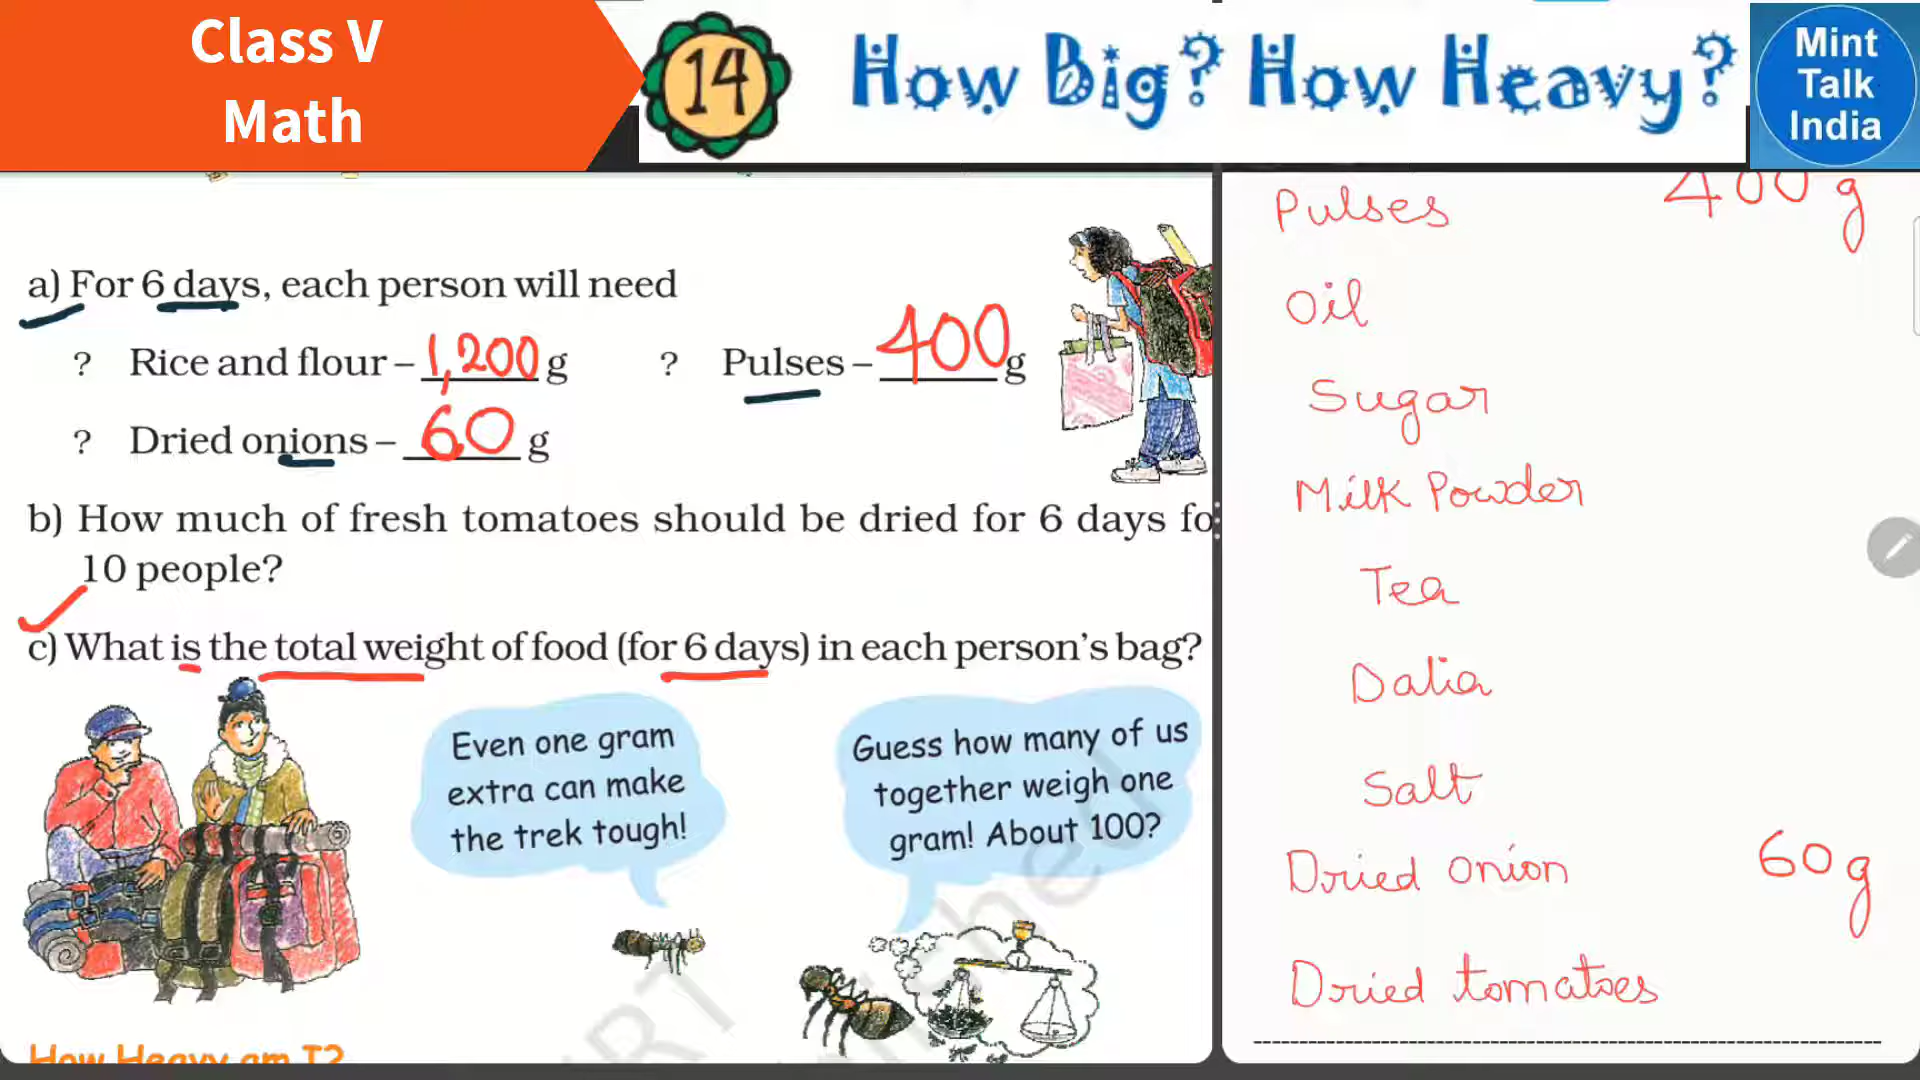 Class V
Math
14
How Big? How Heavy?
Mint
Talk
India
a) For 6 days, each person will need
? Rice and flour – 1,200 g ? Pulses – 400 g
? Dried onions – 60 g
b) How much of fresh tomatoes should be dried for 6 days fo
10 people?
c) What is the total weight of food (for 6 days) in each person's bag?
Even one gram
extra can make
the trek tough!
Guess how many of us
together weigh one
gram! About 100?
How Heavy am I?
Pulses 400 g
Oil
Sugar
Milk Powder
Tea
Dalia
Salt
Dried onion 60 g
Dried tomatoes